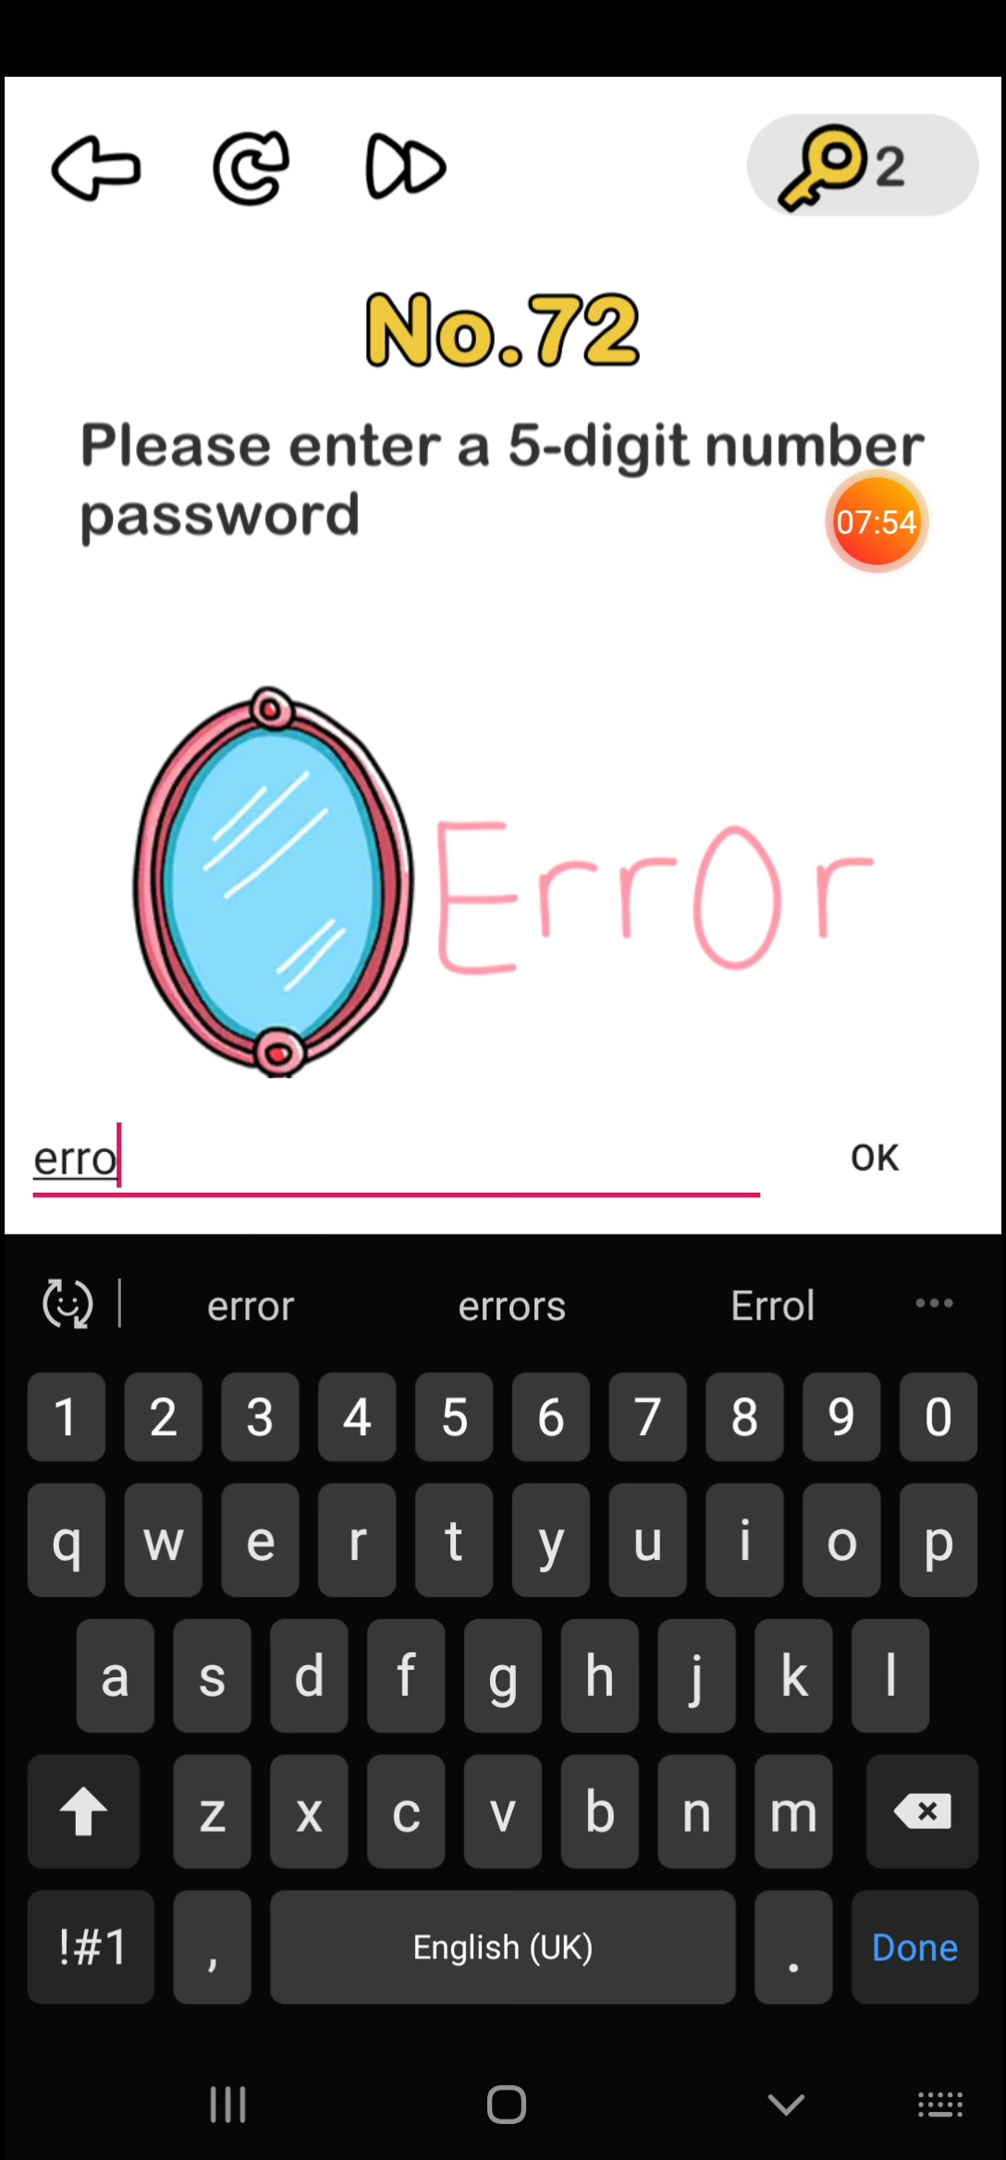 2
No.72
Please enter a 5-digit number
password
07:54
ErrOr
erro
OK
error errors Errol ...
1 2 3 4 5 6 7 8 9 0
q w e r t y u i o p
a s d f g h j k l
z x c v b n m
!#1 , English (UK) . Done